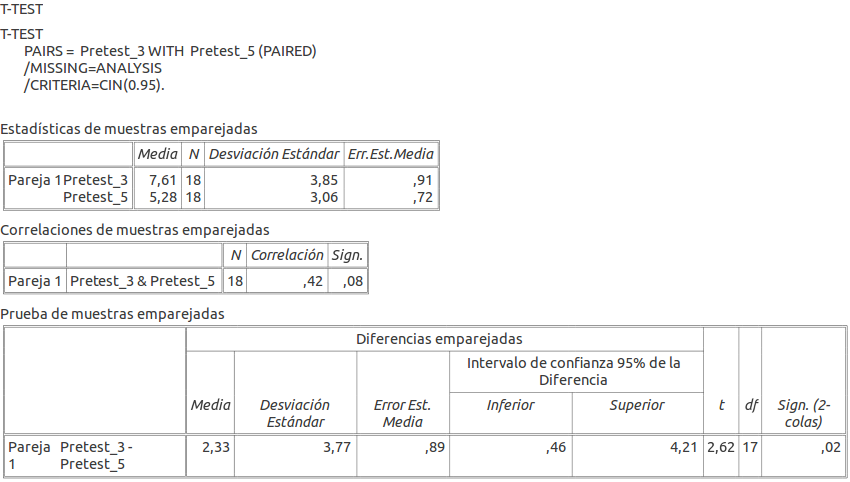 T-TEST
T-TEST
PAIRS = Pretest_3 WITH Pretest_5 (PAIRED)
/MISSING=ANALYSIS
/CRITERIA=CIN(0.95).
Estadísticas de muestras emparejadas
Media N Desviación Estándar Err.Est.Media
Pareja 1 Pretest_3 7,61 18 3,85 ,91
Pretest_5 5,28 18 3,06 ,72
Correlaciones de muestras emparejadas
N Correlación Sign.
Pareja 1 Pretest_3 & Pretest_5 18 ,42 ,08
Prueba de muestras emparejadas
Diferencias emparejadas
Intervalo de confianza 95% de la
Diferencia
Media Desviación Error Est. Inferior Superior t df Sign. (2-
Estándar Media colas)
Pareja Pretest_3 - 2,33 3,77 ,89 ,46 4,21 2,62 17 ,02
1 Pretest_5